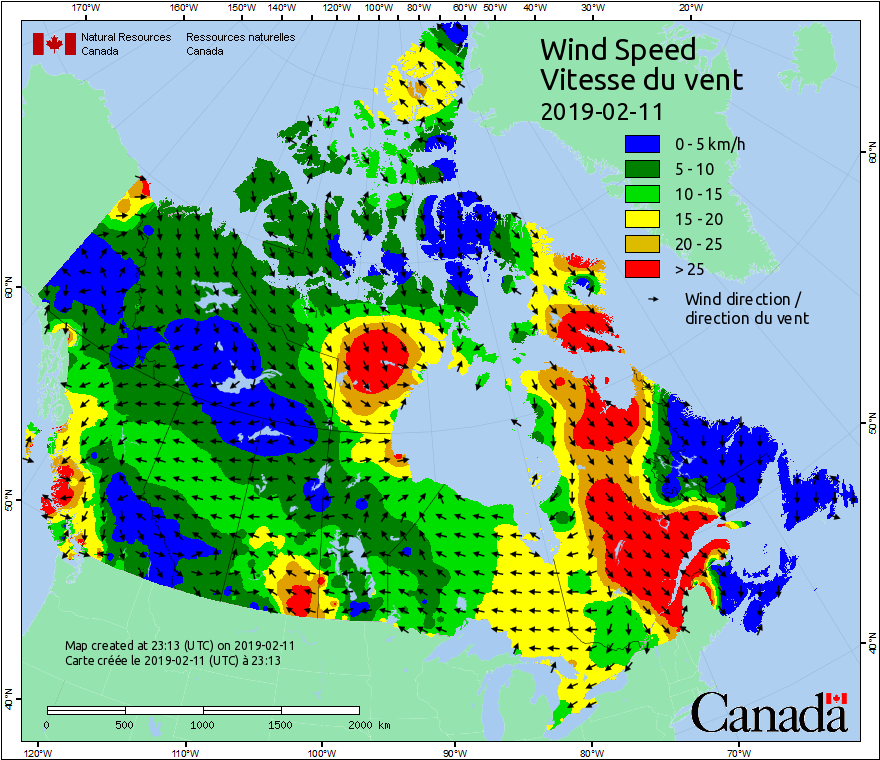 170°W 160°W 150°W 140°W 130°W 120°W 110°W 100°W 90°W 80°W 70°W 60°W 50°W 40°W 30°W 20°W
Natural Resources Ressources naturelles
Canada Canada
Wind Speed
Vitesse du vent
2019-02-11
0 - 5 km/h
5 - 10
10 - 15
15 - 20
20 - 25
> 25
Wind direction /
direction du vent
60°N
60°N
50°N
50°N
40°N
40°N
Map created at 23:13 (UTC) on 2019-02-11
Carte créée le 2019-02-11 (UTC) à 23:13
0 500 1000 1500 2000 km
Canada
120°W 110°W 100°W 90°W 80°W 70°W